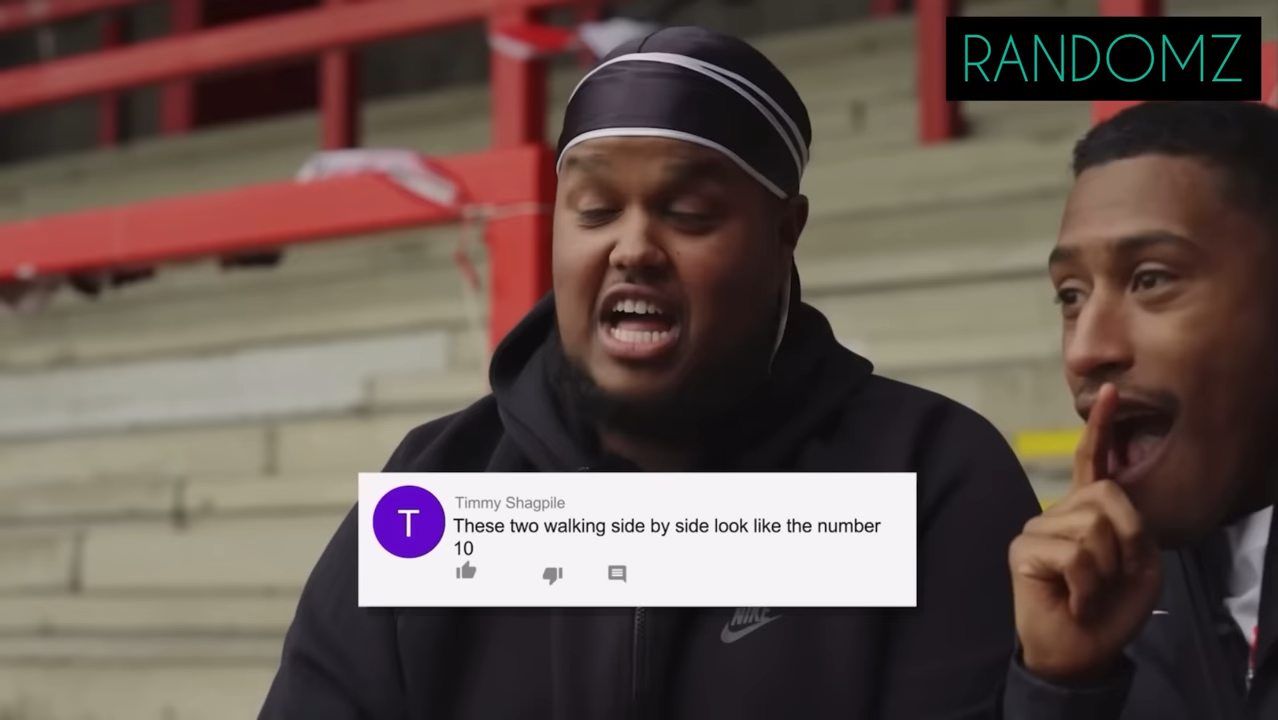 RANDOMZ
Timmy Shagpile
T
These two walking side by side look like the number
10
NIKE